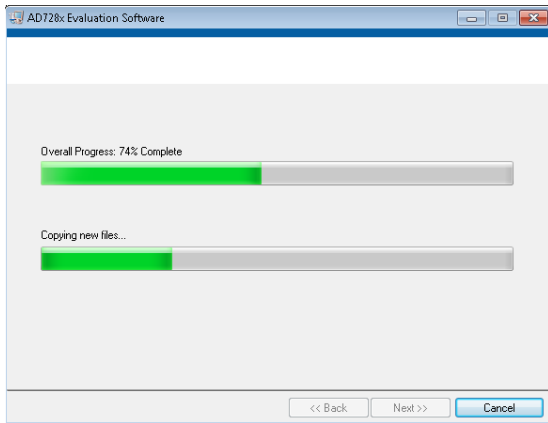 AD728x Evaluation Software
Overall Progress: 74% Complete
Copying new files...
<< Back Next >> Cancel